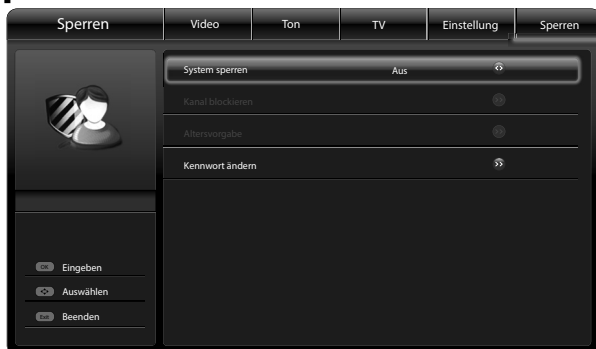 Sperren Video Ton TV Einstellung Sperren
System sperren Aus
Kanal blockieren
Altersvorgabe
Kennwort ändern
OK Eingeben
Auswählen
Exit Beenden